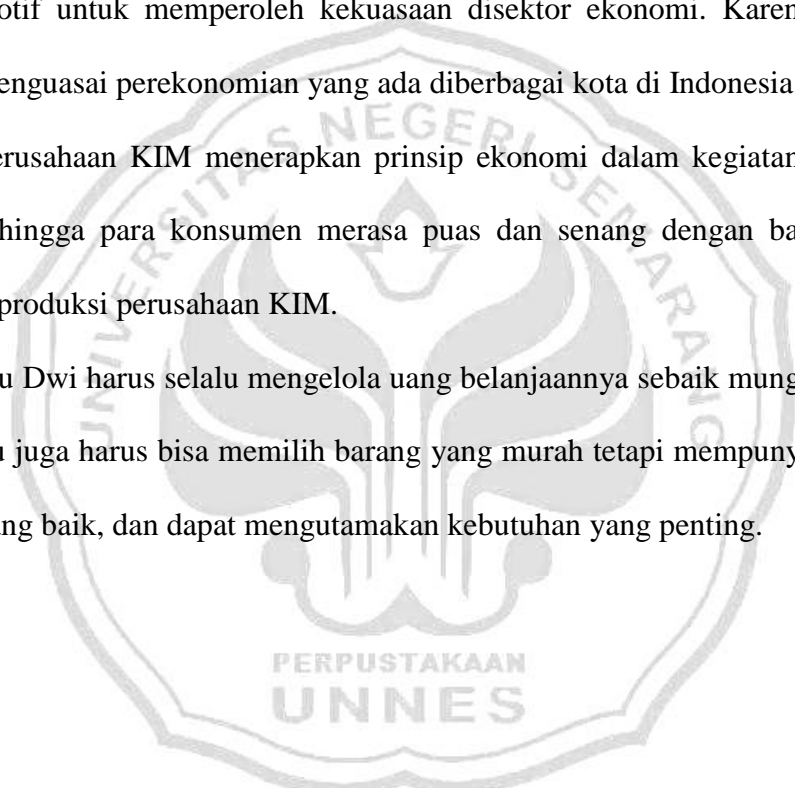 otif untuk memperoleh kekuasaan disektor ekonomi. Karen
enguasai perekonomian yang ada diberbagai kota di Indonesia
erusahaan KIM menerapkan prinsip ekonomi dalam kegiatan
hingga para konsumen merasa puas dan senang dengan ba
produksi perusahaan KIM.
u Dwi harus selalu mengelola uang belanjaannya sebaik mung
u juga harus bisa memilih barang yang murah tetapi mempuny
ang baik, dan dapat mengutamakan kebutuhan yang penting.
UNIVERSITAS NEGERI SEMARANG
PERPUSTAKAAN
UNNES